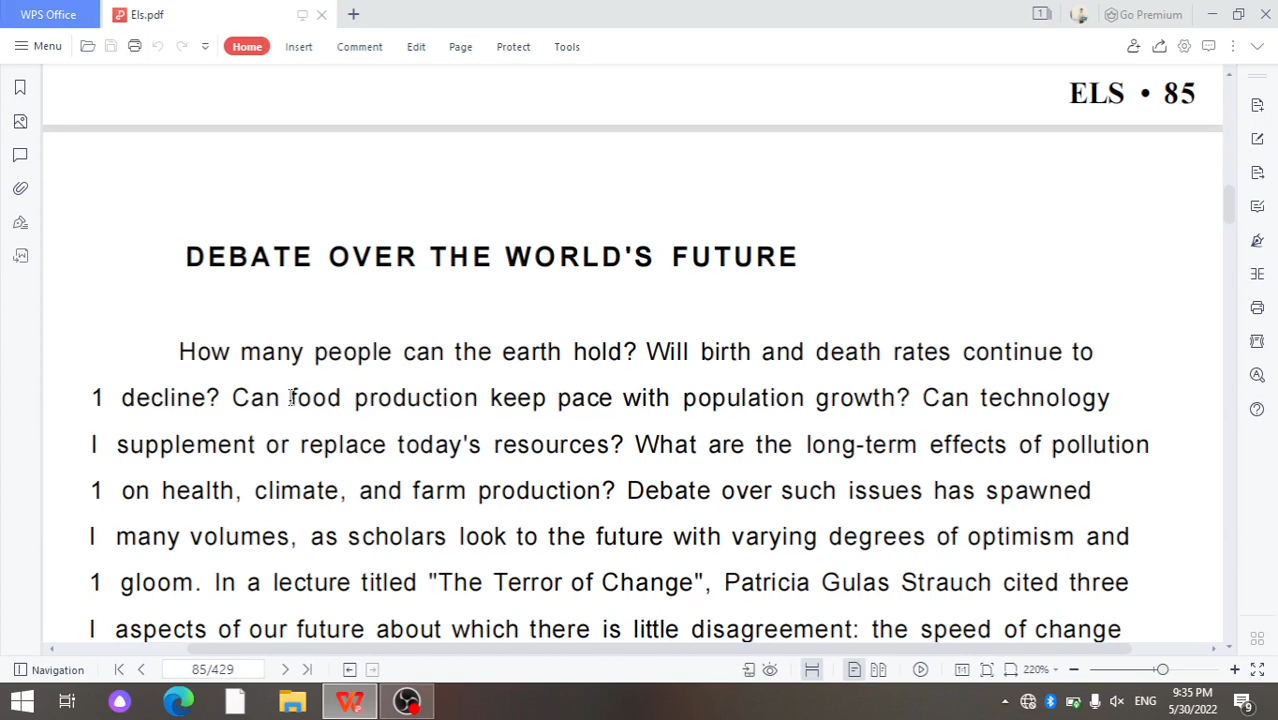 WPS Office
Els.pdf
1
Go Premium
Menu
Home
Insert
Comment
Edit
Page
Protect
Tools
ELS • 85
DEBATE OVER THE WORLD'S FUTURE
How many people can the earth hold? Will birth and death rates continue to
1 decline? Can food production keep pace with population growth? Can technology
I supplement or replace today's resources? What are the long-term effects of pollution
1 on health, climate, and farm production? Debate over such issues has spawned
I many volumes, as scholars look to the future with varying degrees of optimism and
1 gloom. In a lecture titled "The Terror of Change", Patricia Gulas Strauch cited three
I aspects of our future about which there is little disagreement: the speed of change
Navigation
85/429
220%
ENG
9:35 PM
5/30/2022
9